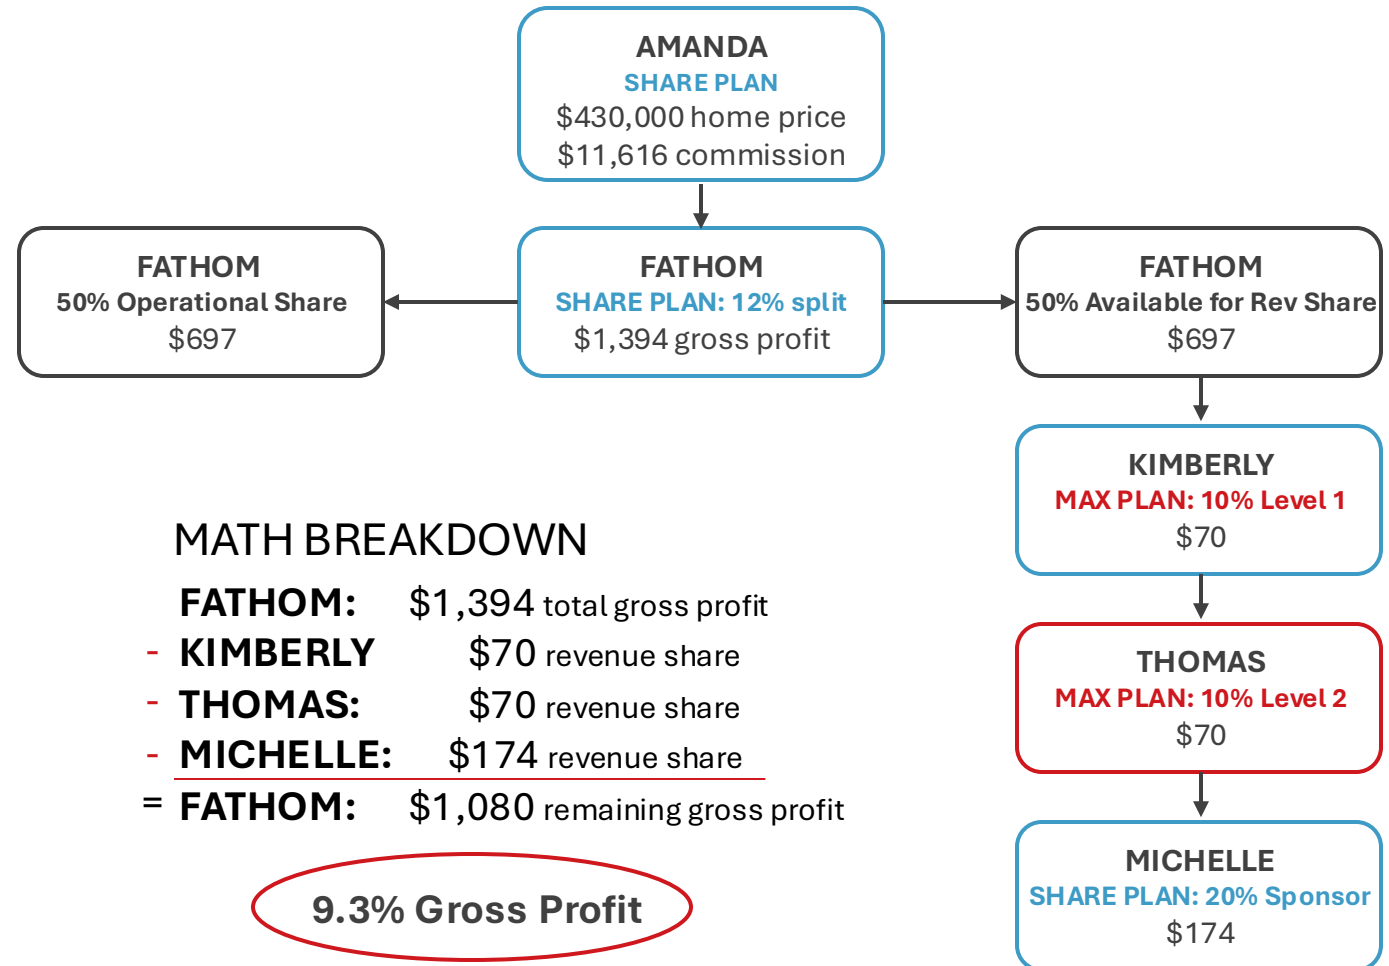 AMANDA
SHARE PLAN
$430,000 home price
$11,616 commission
FATHOM
50% Operational Share
$697
FATHOM
SHARE PLAN: 12% split
$1,394 gross profit
FATHOM
50% Available for Rev Share
$697
KIMBERLY
MAX PLAN: 10% Level 1
$70
THOMAS
MAX PLAN: 10% Level 2
$70
MICHELLE
SHARE PLAN: 20% Sponsor
$174
MATH BREAKDOWN
FATHOM: $1,394 total gross profit
- KIMBERLY $70 revenue share
- THOMAS: $70 revenue share
- MICHELLE: $174 revenue share
= FATHOM: $1,080 remaining gross profit
9.3% Gross Profit